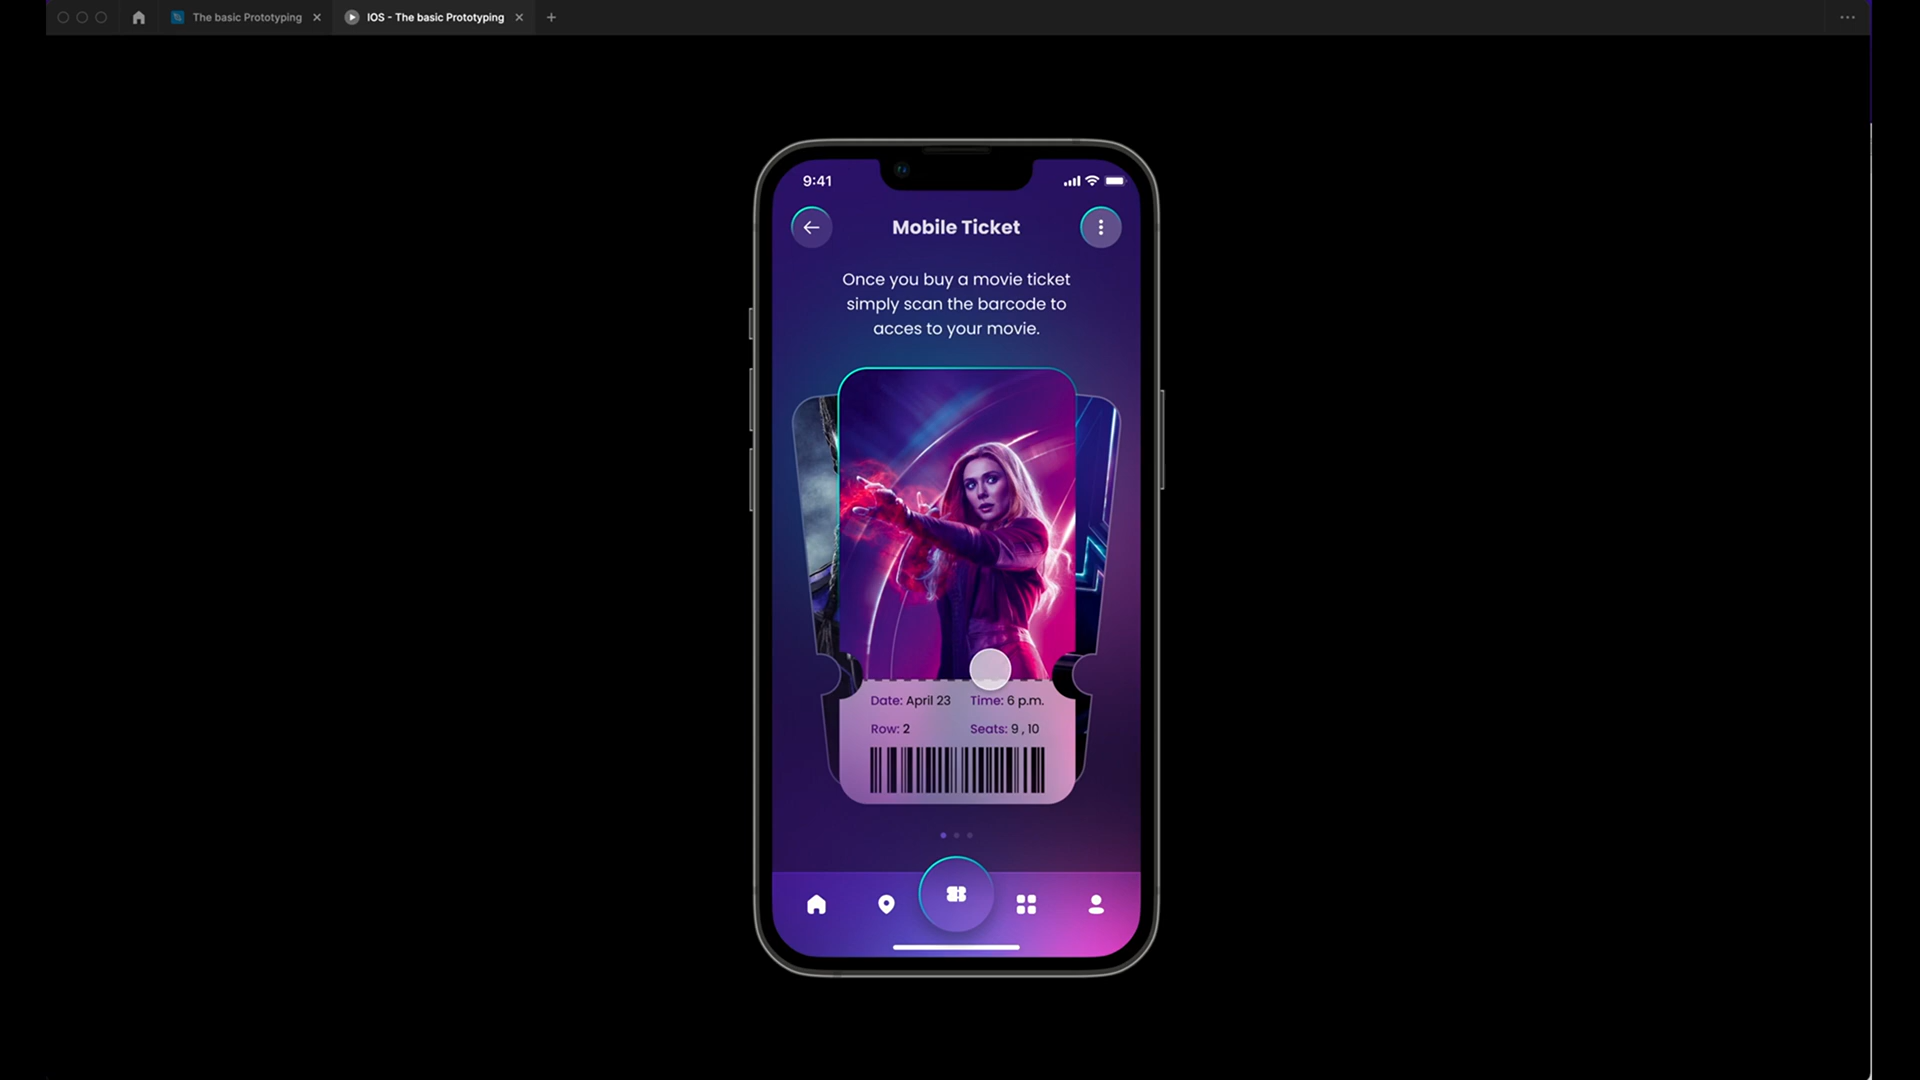 The basic Prototyping
IOS - The basic Prototyping
9:41
Mobile Ticket
Once you buy a movie ticket
simply scan the barcode to
acces to your movie.
Date: April 23 Time: 6 p.m.
Row: 2 Seats: 9 , 10